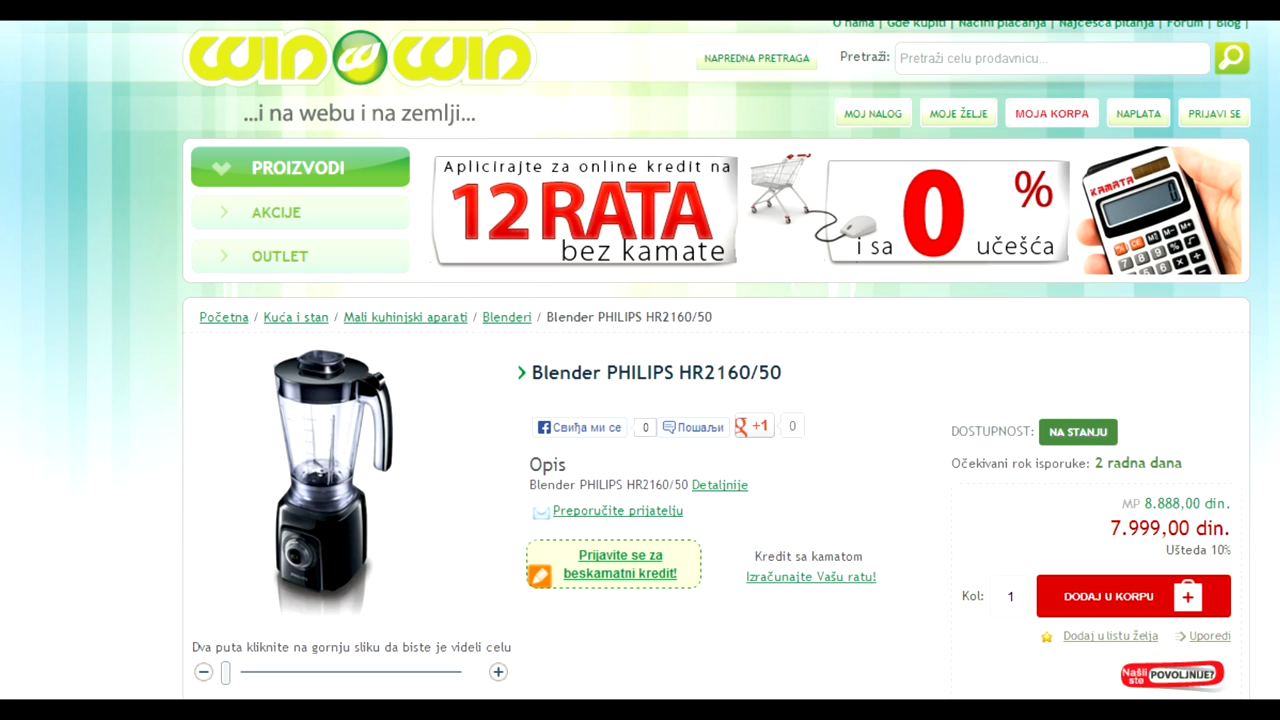 O nama | Gde kupiti | Načini plaćanja | Najčešća pitanja | Forum | Blog |
WIN W WIN
NAPREDNA PRETRAGA
Pretraži:
Pretraži celu prodavnicu...
...i na webu i na zemlji...
MOJ NALOG
MOJE ŽELJE
MOJA KORPA
NAPLATA
PRIJAVI SE
PROIZVODI
AKCIJE
OUTLET
Aplicirajte za online kredit na
12 RATA
bez kamate
0 %
i sa učešća
KAMATA
Početna / Kuća i stan / Mali kuhinjski aparati / Blenderi / Blender PHILIPS HR2160/50
Blender PHILIPS HR2160/50
Свиђа ми се 0 Пошаљи +1 0
DOSTUPNOST: NA STANJU
Očekivani rok isporuke: 2 radna dana
Opis
Blender PHILIPS HR2160/50 Detaljnije
Preporučite prijatelju
MP 8.888,00 din.
7.999,00 din.
Ušteda 10%
Prijavite se za
beskamatni kredit!
Kredit sa kamatom
Izračunajte Vašu ratu!
Kol: 1
DODAJ U KORPU
Dodaj u listu želja
Uporedi
Dva puta kliknite na gornju sliku da biste je videli celu
Našli ste POVOLJNIJE?